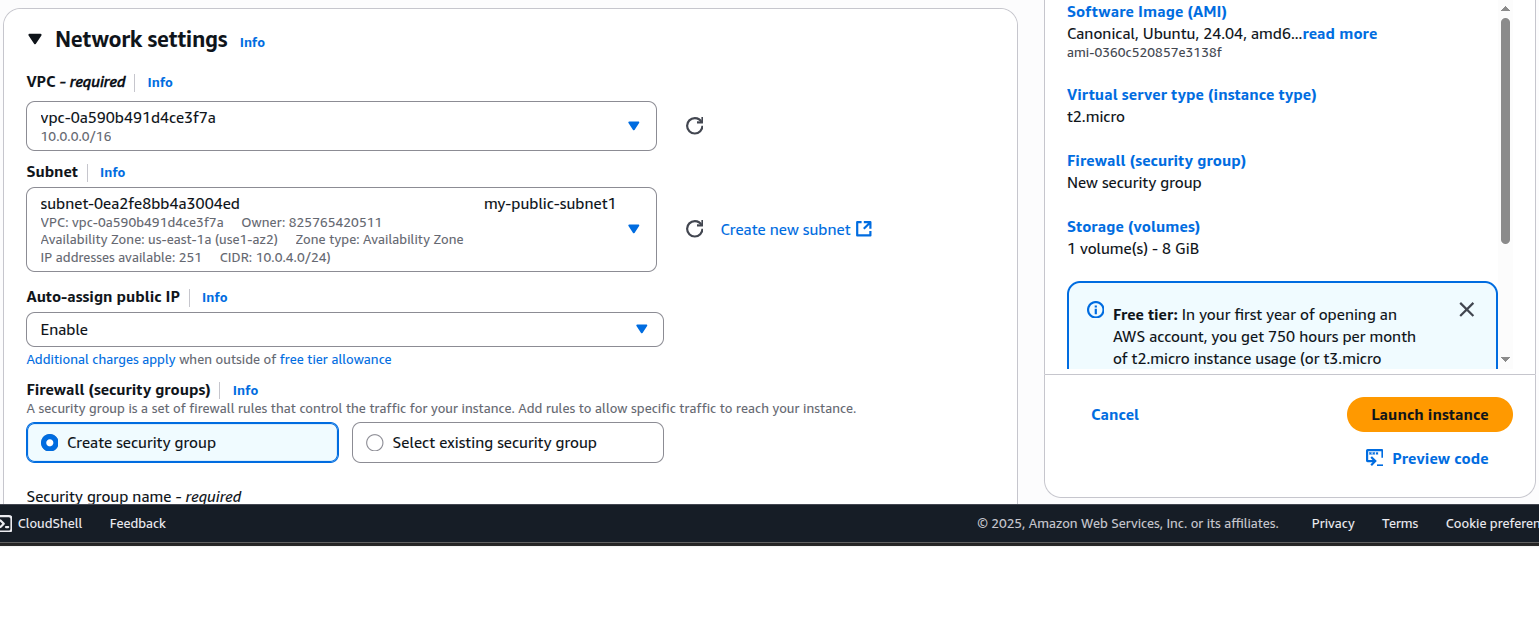 Network settings Info
VPC – required Info
vpc-0a590b491d4ce3f7a
10.0.0.0/16
Subnet Info
subnet-0ea2fe8bb4a3004ed my-public-subnet1
VPC: vpc-0a590b491d4ce3f7a Owner: 825765420511
Availability Zone: us-east-1a (use1-az2) Zone type: Availability Zone
IP addresses available: 251 CIDR: 10.0.4.0/24)
Create new subnet
Auto-assign public IP Info
Enable
Additional charges apply when outside of free tier allowance
Firewall (security groups) Info
A security group is a set of firewall rules that control the traffic for your instance. Add rules to allow specific traffic to reach your instance.
Create security group Select existing security group
Security group name - required
Software Image (AMI)
Canonical, Ubuntu, 24.04, amd6...read more
ami-0360c520857e3138f
Virtual server type (instance type)
t2.micro
Firewall (security group)
New security group
Storage (volumes)
1 volume(s) - 8 GiB
Free tier: In your first year of opening an
AWS account, you get 750 hours per month
of t2.micro instance usage (or t3.micro
Cancel Launch instance
Preview code
CloudShell Feedback © 2025, Amazon Web Services, Inc. or its affiliates. Privacy Terms Cookie preferen